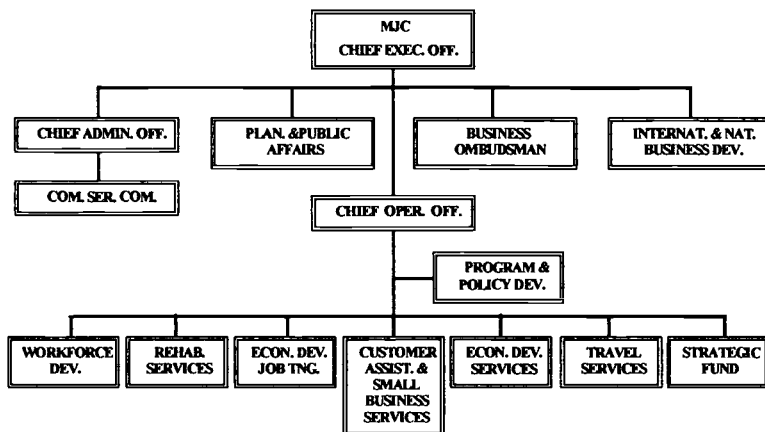 MJC
CHIEF EXEC. OFF.
CHIEF ADMIN. OFF.
PLAN. &PUBLIC
AFFAIRS
BUSINESS
OMBUDSMAN
INTERNAT. & NAT.
BUSINESS DEV.
COM. SER. COM.
CHIEF OPER. OFF.
PROGRAM &
POLICY DEV.
WORKFORCE
DEV.
REHAB.
SERVICES
ECON. DEV.
JOB TNG.
CUSTOMER
ASSIST. &
SMALL
BUSINESS
SERVICES
ECON. DEV.
SERVICES
TRAVEL
SERVICES
STRATEGIC
FUND